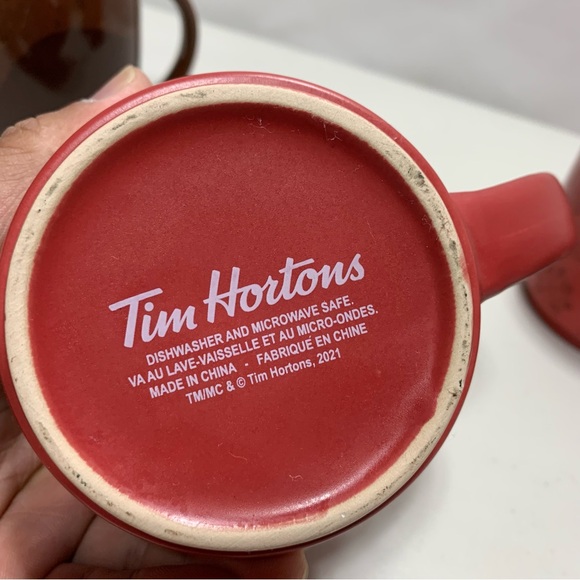 Tim Hortons
DISHWASHER AND MICROWAVE SAFE.
VA AU LAVE-VAISSELLE ET AU MICRO-ONDES.
MADE IN CHINA - FABRIQUÉ EN CHINE
TM/MC & © Tim Hortons, 2021